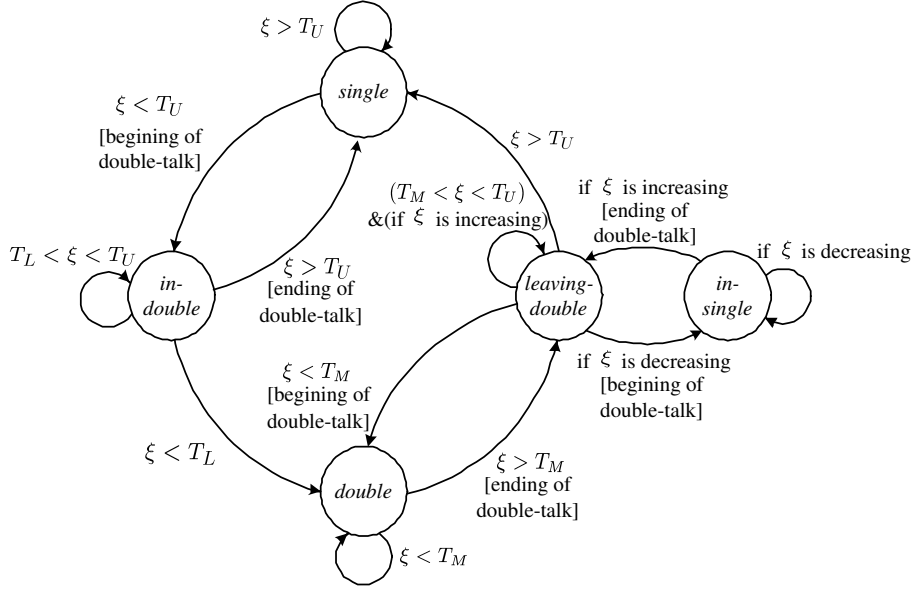 ξ > T_U
single
ξ < T_U
[begining of
double-talk]
ξ > T_U
(T_M < ξ < T_U)
&(if ξ is increasing)
if ξ is increasing
[ending of
double-talk]
if ξ is decreasing
T_L < ξ < T_U
in-
double
ξ > T_U
[ending of
double-talk]
leaving-
double
in-
single
if ξ is decreasing
[begining of
double-talk]
ξ < T_M
[begining of
double-talk]
ξ < T_L
double
ξ > T_M
[ending of
double-talk]
ξ < T_M